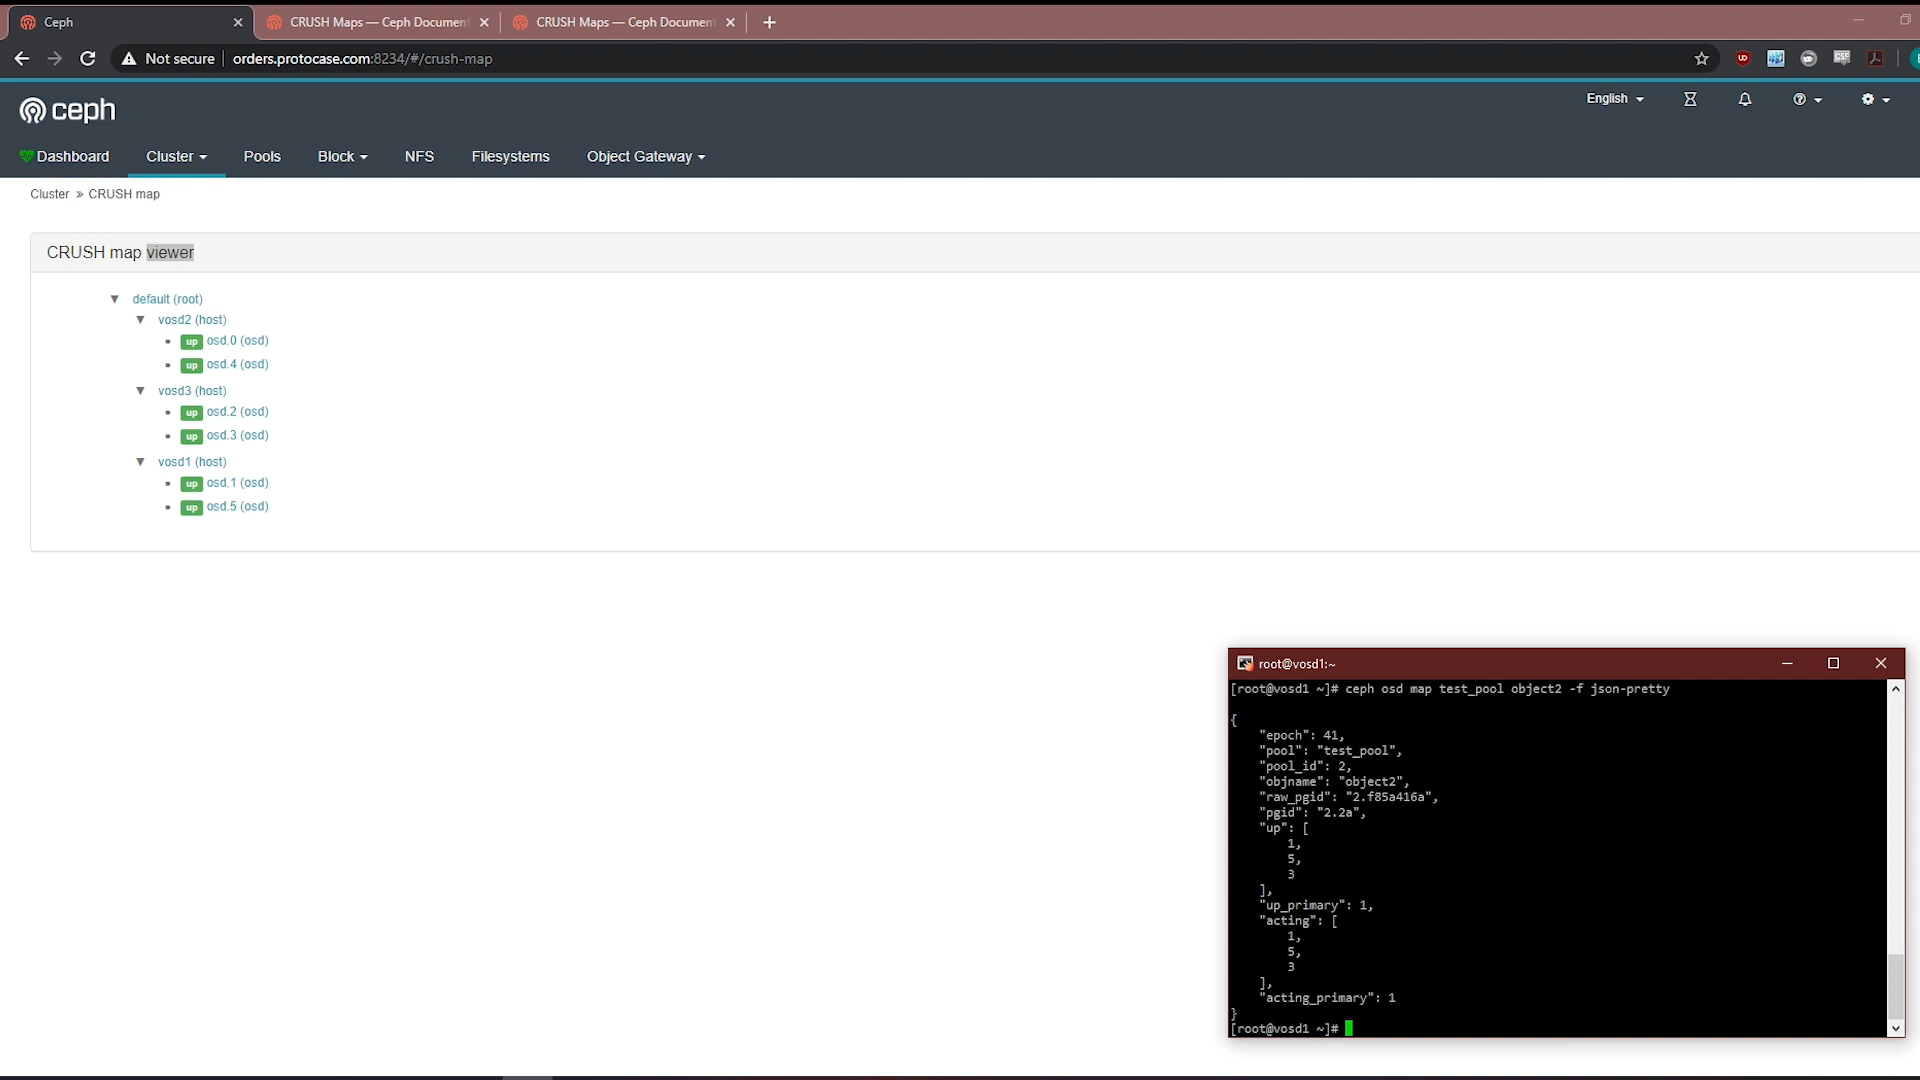 Ceph
CRUSH Maps — Ceph Document
CRUSH Maps — Ceph Document
Not secure
orders.protocase.com:8234/#/crush-map
ceph
English
Dashboard
Cluster
Pools
Block
NFS
Filesystems
Object Gateway
Cluster » CRUSH map
CRUSH map viewer
default (root)
vosd2 (host)
up osd.0 (osd)
up osd.4 (osd)
vosd3 (host)
up osd.2 (osd)
up osd.3 (osd)
vosd1 (host)
up osd.1 (osd)
up osd.5 (osd)
root@vosd1:~
[root@vosd1 ~]# ceph osd map test_pool object2 -f json-pretty
{
"epoch": 41,
"pool": "test_pool",
"pool_id": 2,
"objname": "object2",
"raw_pgid": "2.f85a416a",
"pgid": "2.2a",
"up": [
1,
5,
3
],
"up_primary": 1,
"acting": [
1,
5,
3
],
"acting_primary": 1
}
[root@vosd1 ~]#